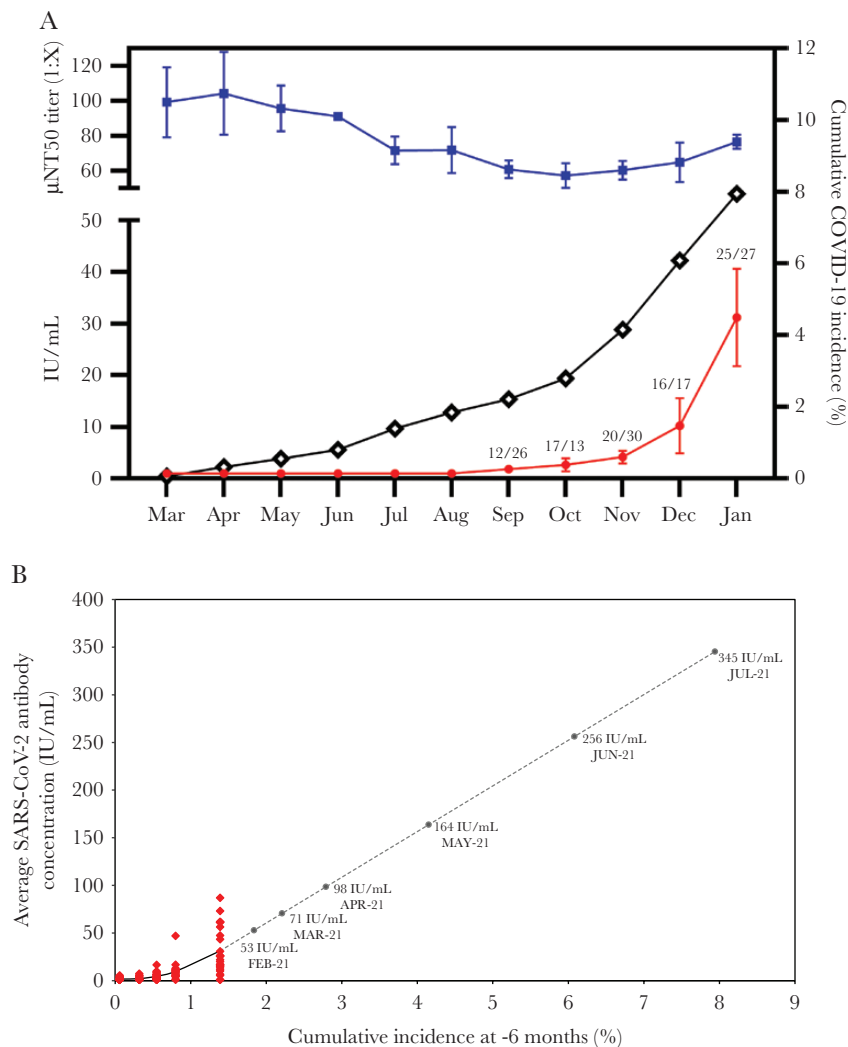 A
µNT50 titer (1:X)
120
100
80
60
IU/mL
50
40
30
20
10
0
Cumulative COVID-19 incidence (%)
12
10
8
6
4
2
0
25/27
16/17
20/30
17/13
12/26
Mar Apr May Jun Jul Aug Sep Oct Nov Dec Jan
B
Average SARS-CoV-2 antibody
concentration (IU/mL)
400
350
300
250
200
150
100
50
0
345 IU/mL
JUL-21
256 IU/mL
JUN-21
164 IU/mL
MAY-21
98 IU/mL
APR-21
71 IU/mL
MAR-21
53 IU/mL
FEB-21
0 1 2 3 4 5 6 7 8 9
Cumulative incidence at -6 months (%)